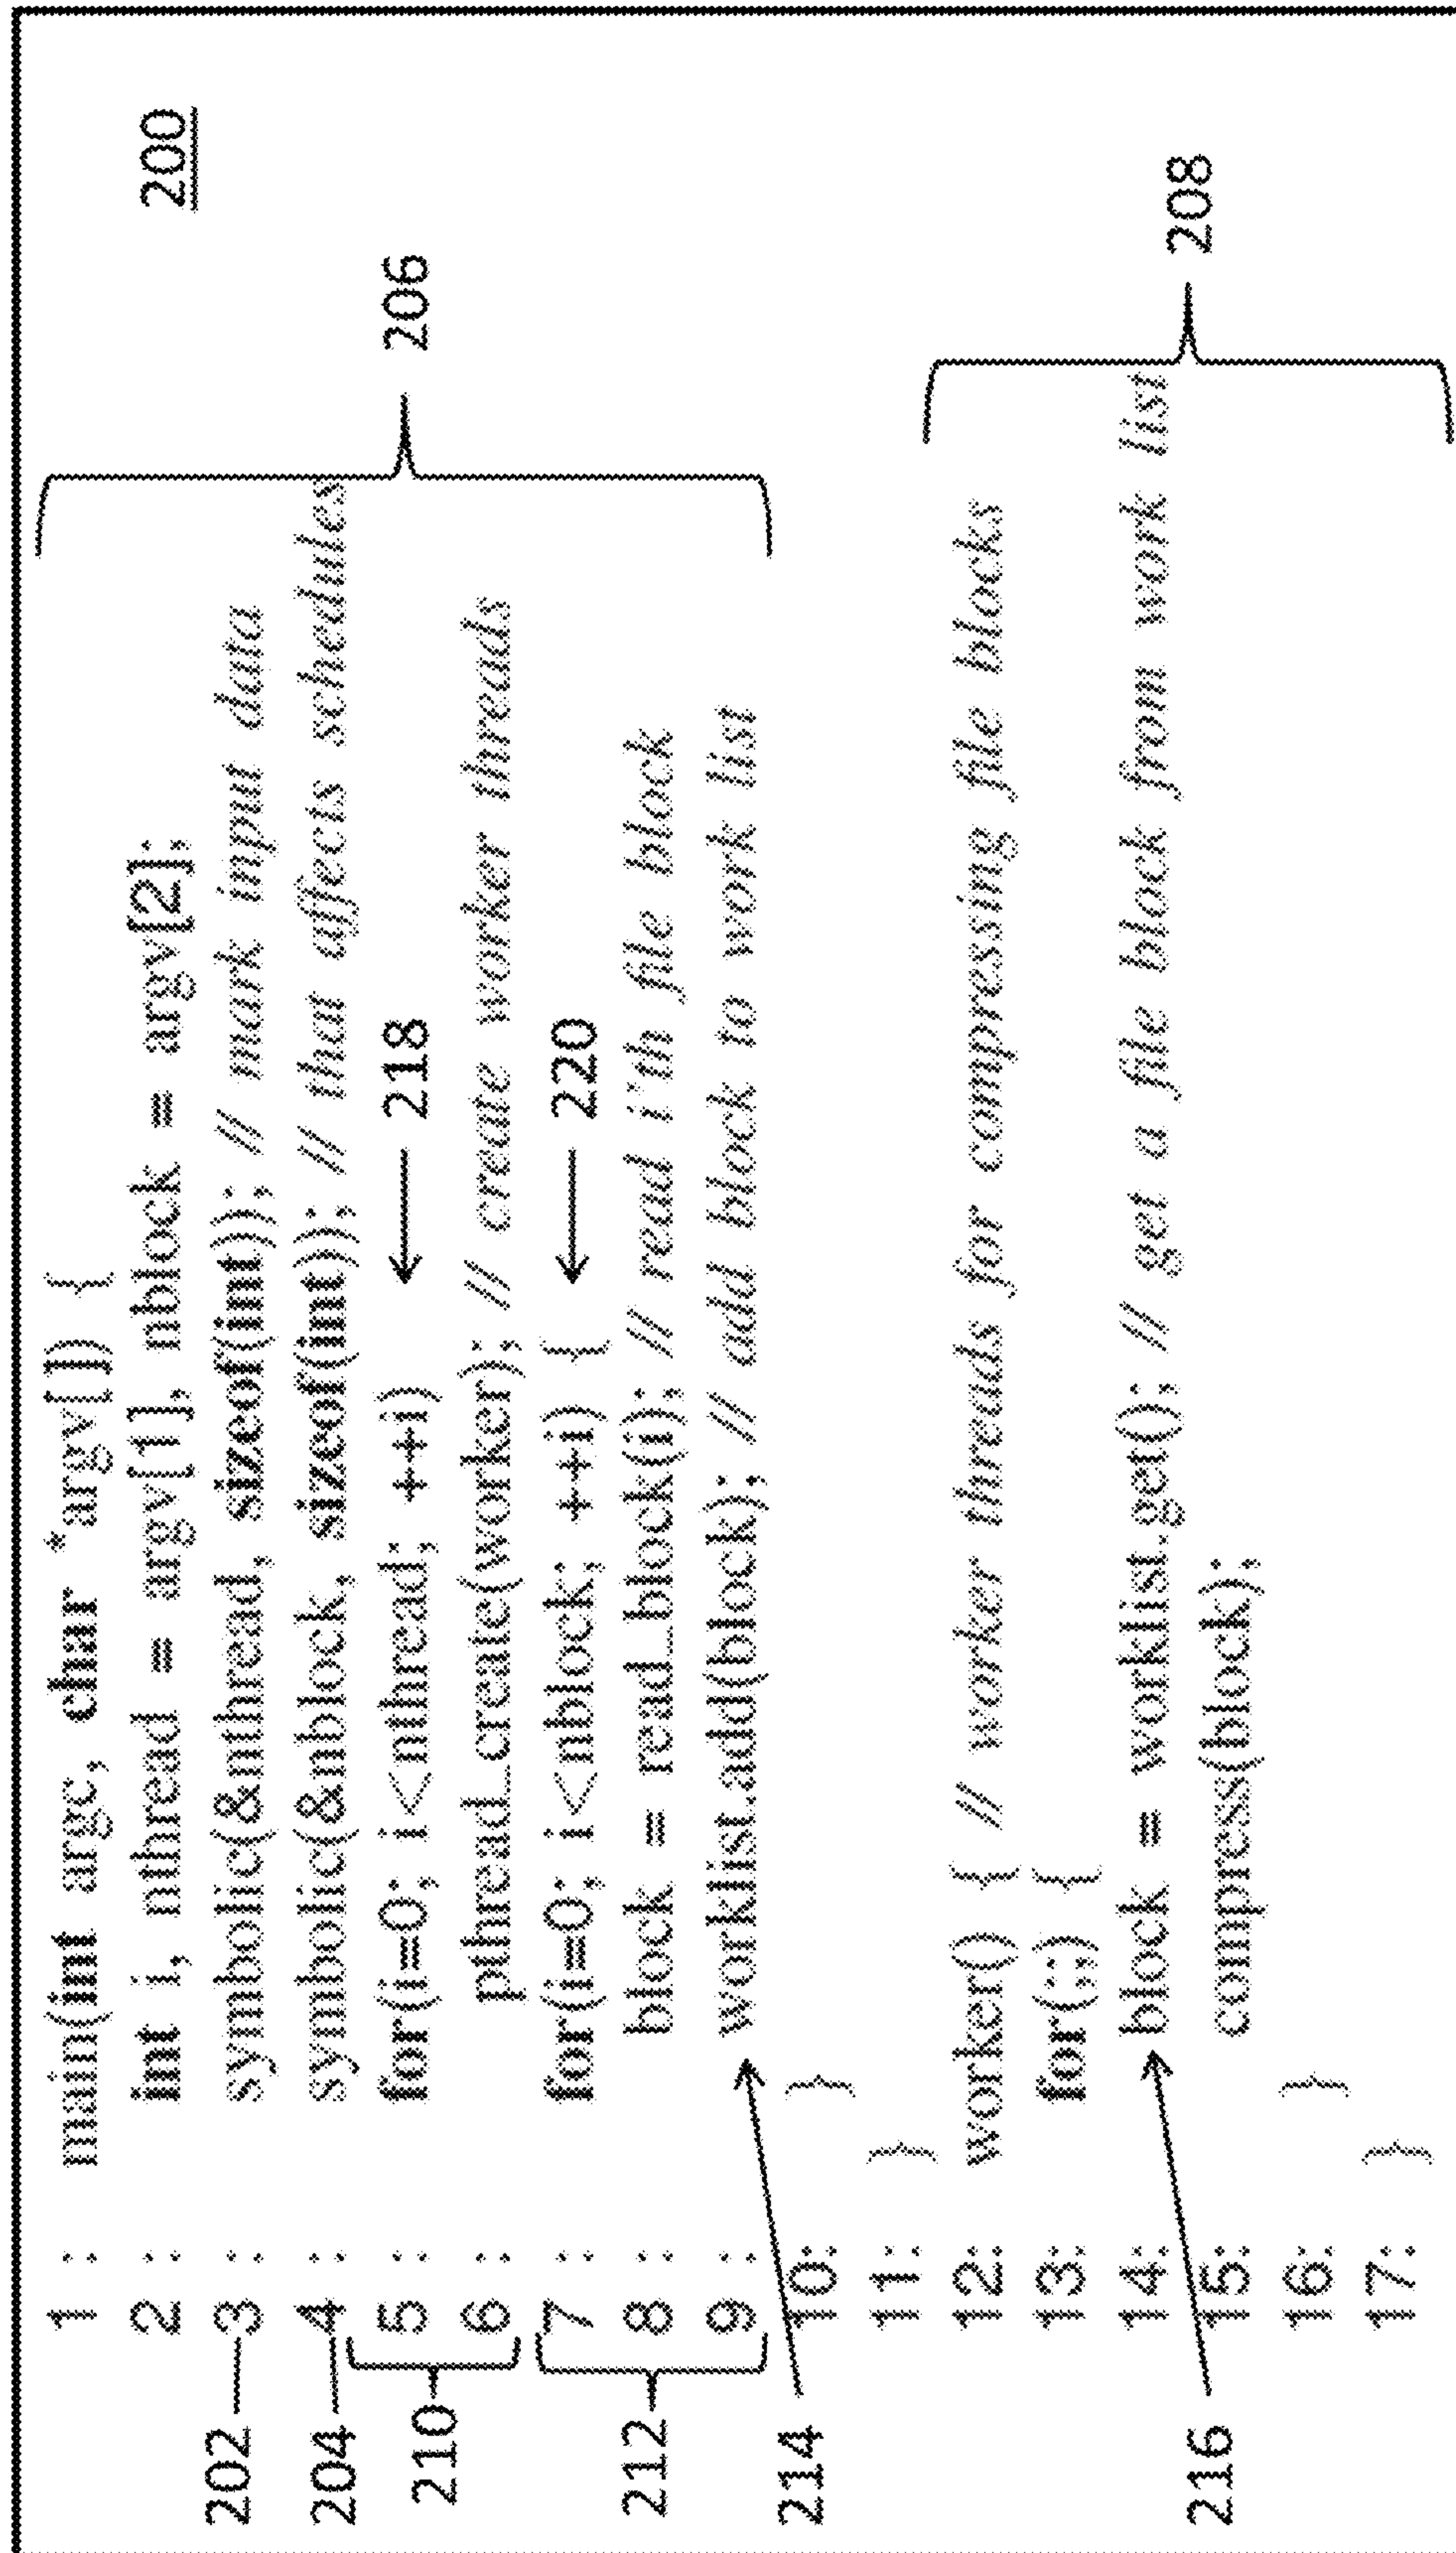 200
1 : main(int argc, char *argv[ ]) {
2 : int i, nthread = argv[1], nblock = argv[2];
202 3 : symbolic(&nthread, sizeof(int)); // mark input data
204 4 : symbolic(&nblock, sizeof(int)); // that affects schedules
5 : for(i=0; i<nthread; ++i) 218 206
210
6 : pthread_create(worker); // create worker threads
7 : for(i=0; i<nblock; ++i) { 220
212 8 : block = read_block(i); // read i'th file block
9 : worklist.add(block); // add block to work list
214 10: }
11: }
12: worker() { // worker threads for compressing file blocks
13: for(;;) {
14: block = worklist.get(); // get a file block from work list
216 208
15: compress(block);
16: }
17: }